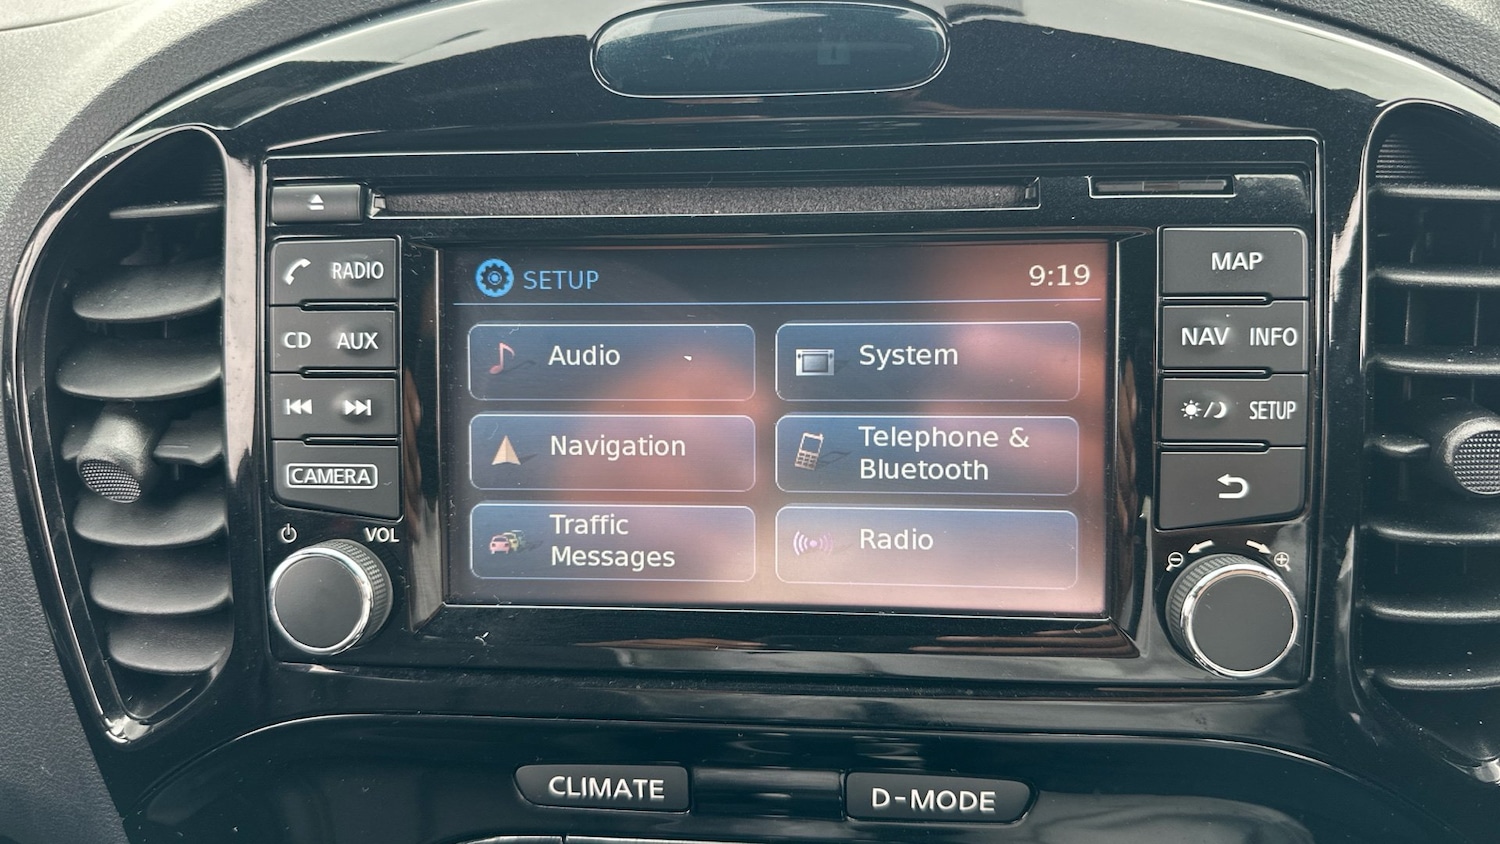 SETUP
9:19
RADIO
MAP
CD AUX
Audio
System
NAV INFO
Navigation
Telephone &
Bluetooth
SETUP
CAMERA
Traffic
Messages
Radio
VOL
CLIMATE
D-MODE